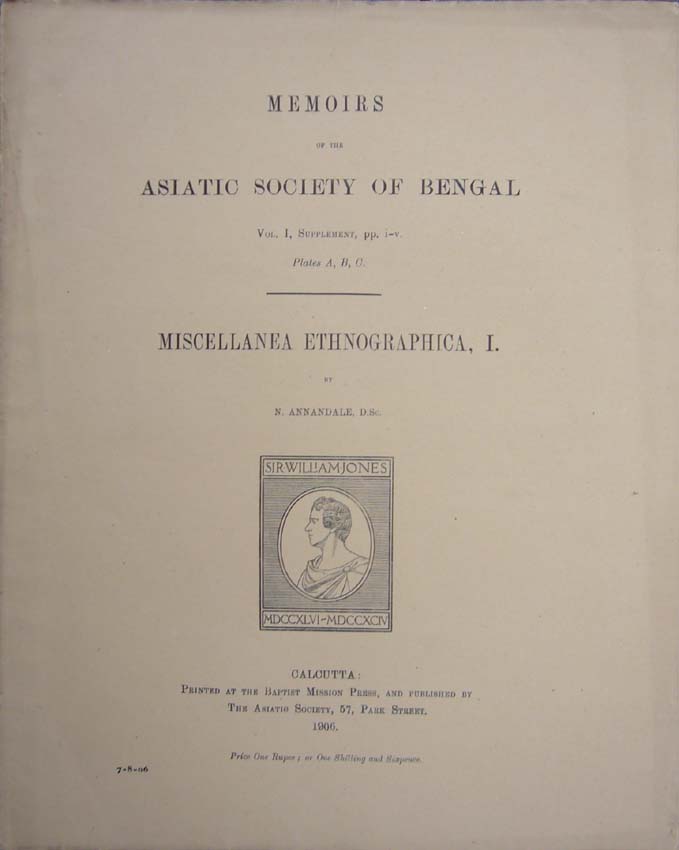 MEMOIRS
OF THE
ASIATIC SOCIETY OF BENGAL
VOL. I, SUPPLEMENT, pp. i–v.
Plates A, B, C.
MISCELLANEA ETHNOGRAPHICA, I.
BY
N. ANNANDALE, D.Sc.
SIR WILLIAM JONES
MDCCXLVI–MDCCXCIV
CALCUTTA:
PRINTED AT THE BAPTIST MISSION PRESS, AND PUBLISHED BY
THE ASIATIC SOCIETY, 57, PARK STREET.
1906.
Price One Rupee; or One Shilling and Sixpence.
7-8-06